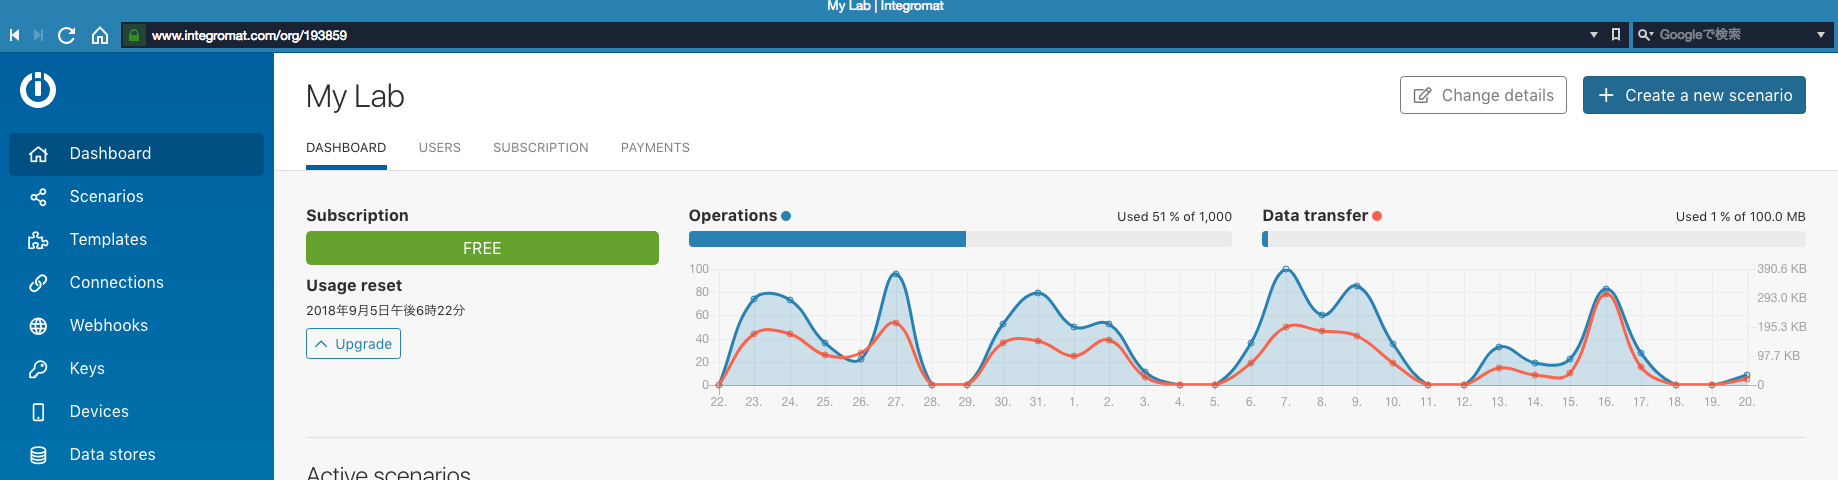 My Lab | Integromat
www.integromat.com/org/193859
Googleで検索
Dashboard
Scenarios
Templates
Connections
Webhooks
Keys
Devices
Data stores
My Lab
Change details
Create a new scenario
DASHBOARD USERS SUBSCRIPTION PAYMENTS
Subscription
FREE
Usage reset
2018年9月5日午後6時22分
Upgrade
Operations Used 51 % of 1,000
Data transfer Used 1 % of 100.0 MB
100
80
60
40
20
0
390.6 KB
293.0 KB
195.3 KB
97.7 KB
0
22. 23. 24. 25. 26. 27. 28. 29. 30. 31. 1. 2. 3. 4. 5. 6. 7. 8. 9. 10. 11. 12. 13. 14. 15. 16. 17. 18. 19. 20.
Active scenarios